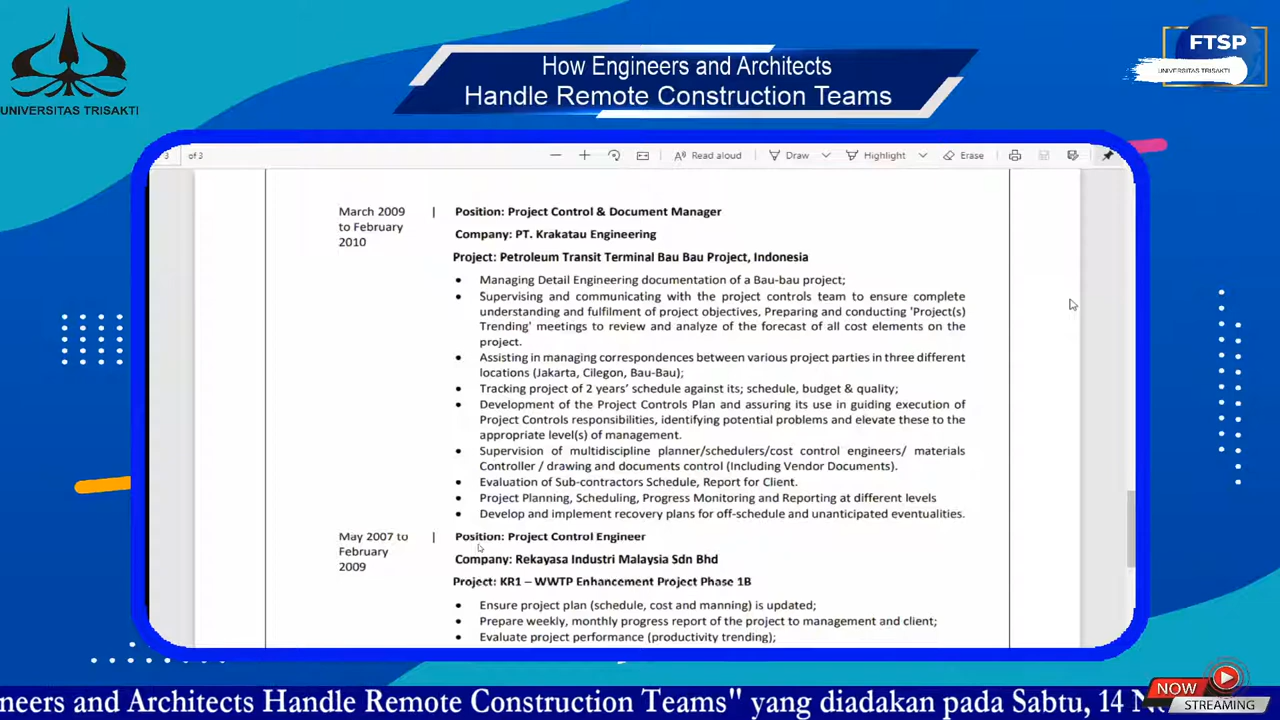 How Engineers and Architects
Handle Remote Construction Teams
UNIVERSITAS TRISAKTI
FTSP
UNIVERSITAS TRISAKTI
3 of 3
Read aloud
Draw
Highlight
Erase
March 2009 | Position: Project Control & Document Manager
to February
2010
Company: PT. Krakatau Engineering
Project: Petroleum Transit Terminal Bau Bau Project, Indonesia
• Managing Detail Engineering documentation of a Bau-bau project;
• Supervising and communicating with the project controls team to ensure complete
understanding and fulfilment of project objectives, Preparing and conducting 'Project(s)
Trending' meetings to review and analyze of the forecast of all cost elements on the
project.
• Assisting in managing correspondences between various project parties in three different
locations (Jakarta, Cilegon, Bau-Bau);
• Tracking project of 2 years' schedule against its; schedule, budget & quality;
• Development of the Project Controls Plan and assuring its use in guiding execution of
Project Controls responsibilities, identifying potential problems and elevate these to the
appropriate level(s) of management.
• Supervision of multidiscipline planner/schedulers/cost control engineers/ materials
Controller / drawing and documents control (Including Vendor Documents).
• Evaluation of Sub-contractors Schedule, Report for Client.
• Project Planning, Scheduling, Progress Monitoring and Reporting at different levels
• Develop and implement recovery plans for off-schedule and unanticipated eventualities.
May 2007 to | Position: Project Control Engineer
February
2009
Company: Rekayasa Industri Malaysia Sdn Bhd
Project: KR1 – WWTP Enhancement Project Phase 1B
• Ensure project plan (schedule, cost and manning) is updated;
• Prepare weekly, monthly progress report of the project to management and client;
• Evaluate project performance (productivity trending);
neers and Architects Handle Remote Construction Teams" yang diadakan pada Sabtu, 14 N
NOW
STREAMING